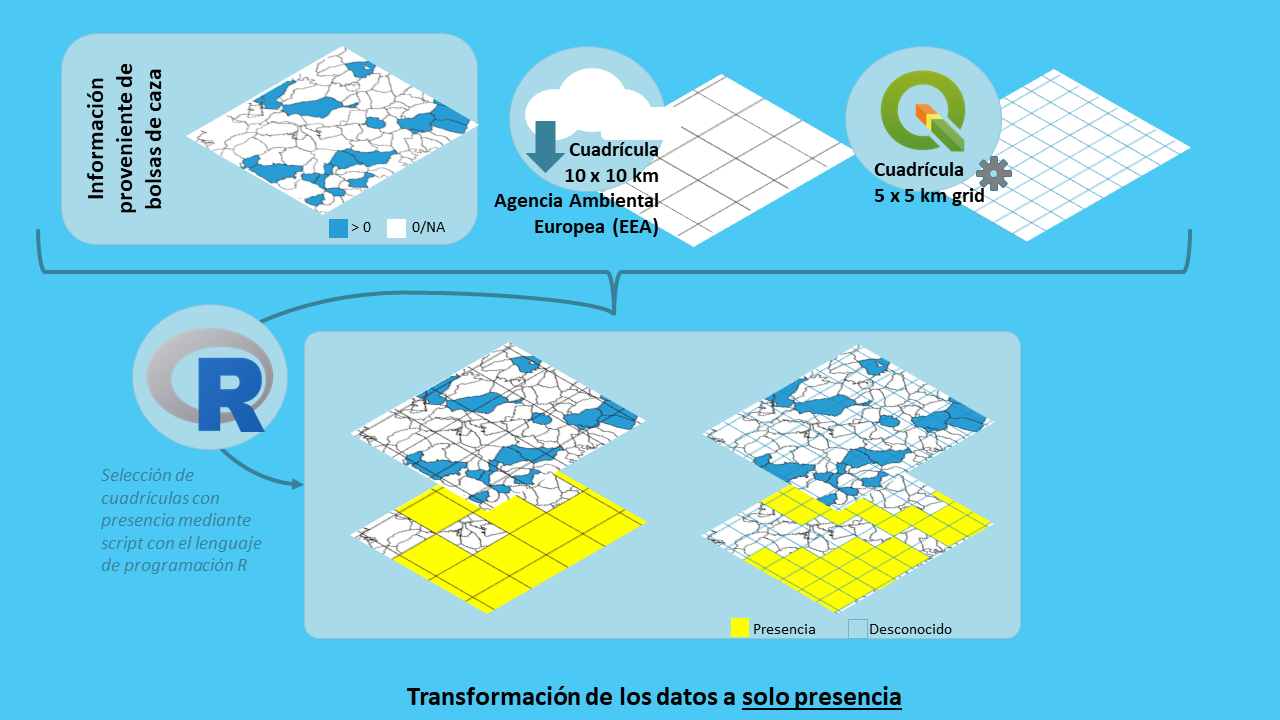 Información
proveniente de
bolsas de caza
> 0
0/NA
Cuadrícula
10 x 10 km
Agencia Ambiental
Europea (EEA)
Cuadrícula
5 x 5 km grid
R
Selección de
cuadrículas con
presencia mediante
script con el lenguaje
de programación R
Presencia
Desconocido
Transformación de los datos a solo presencia